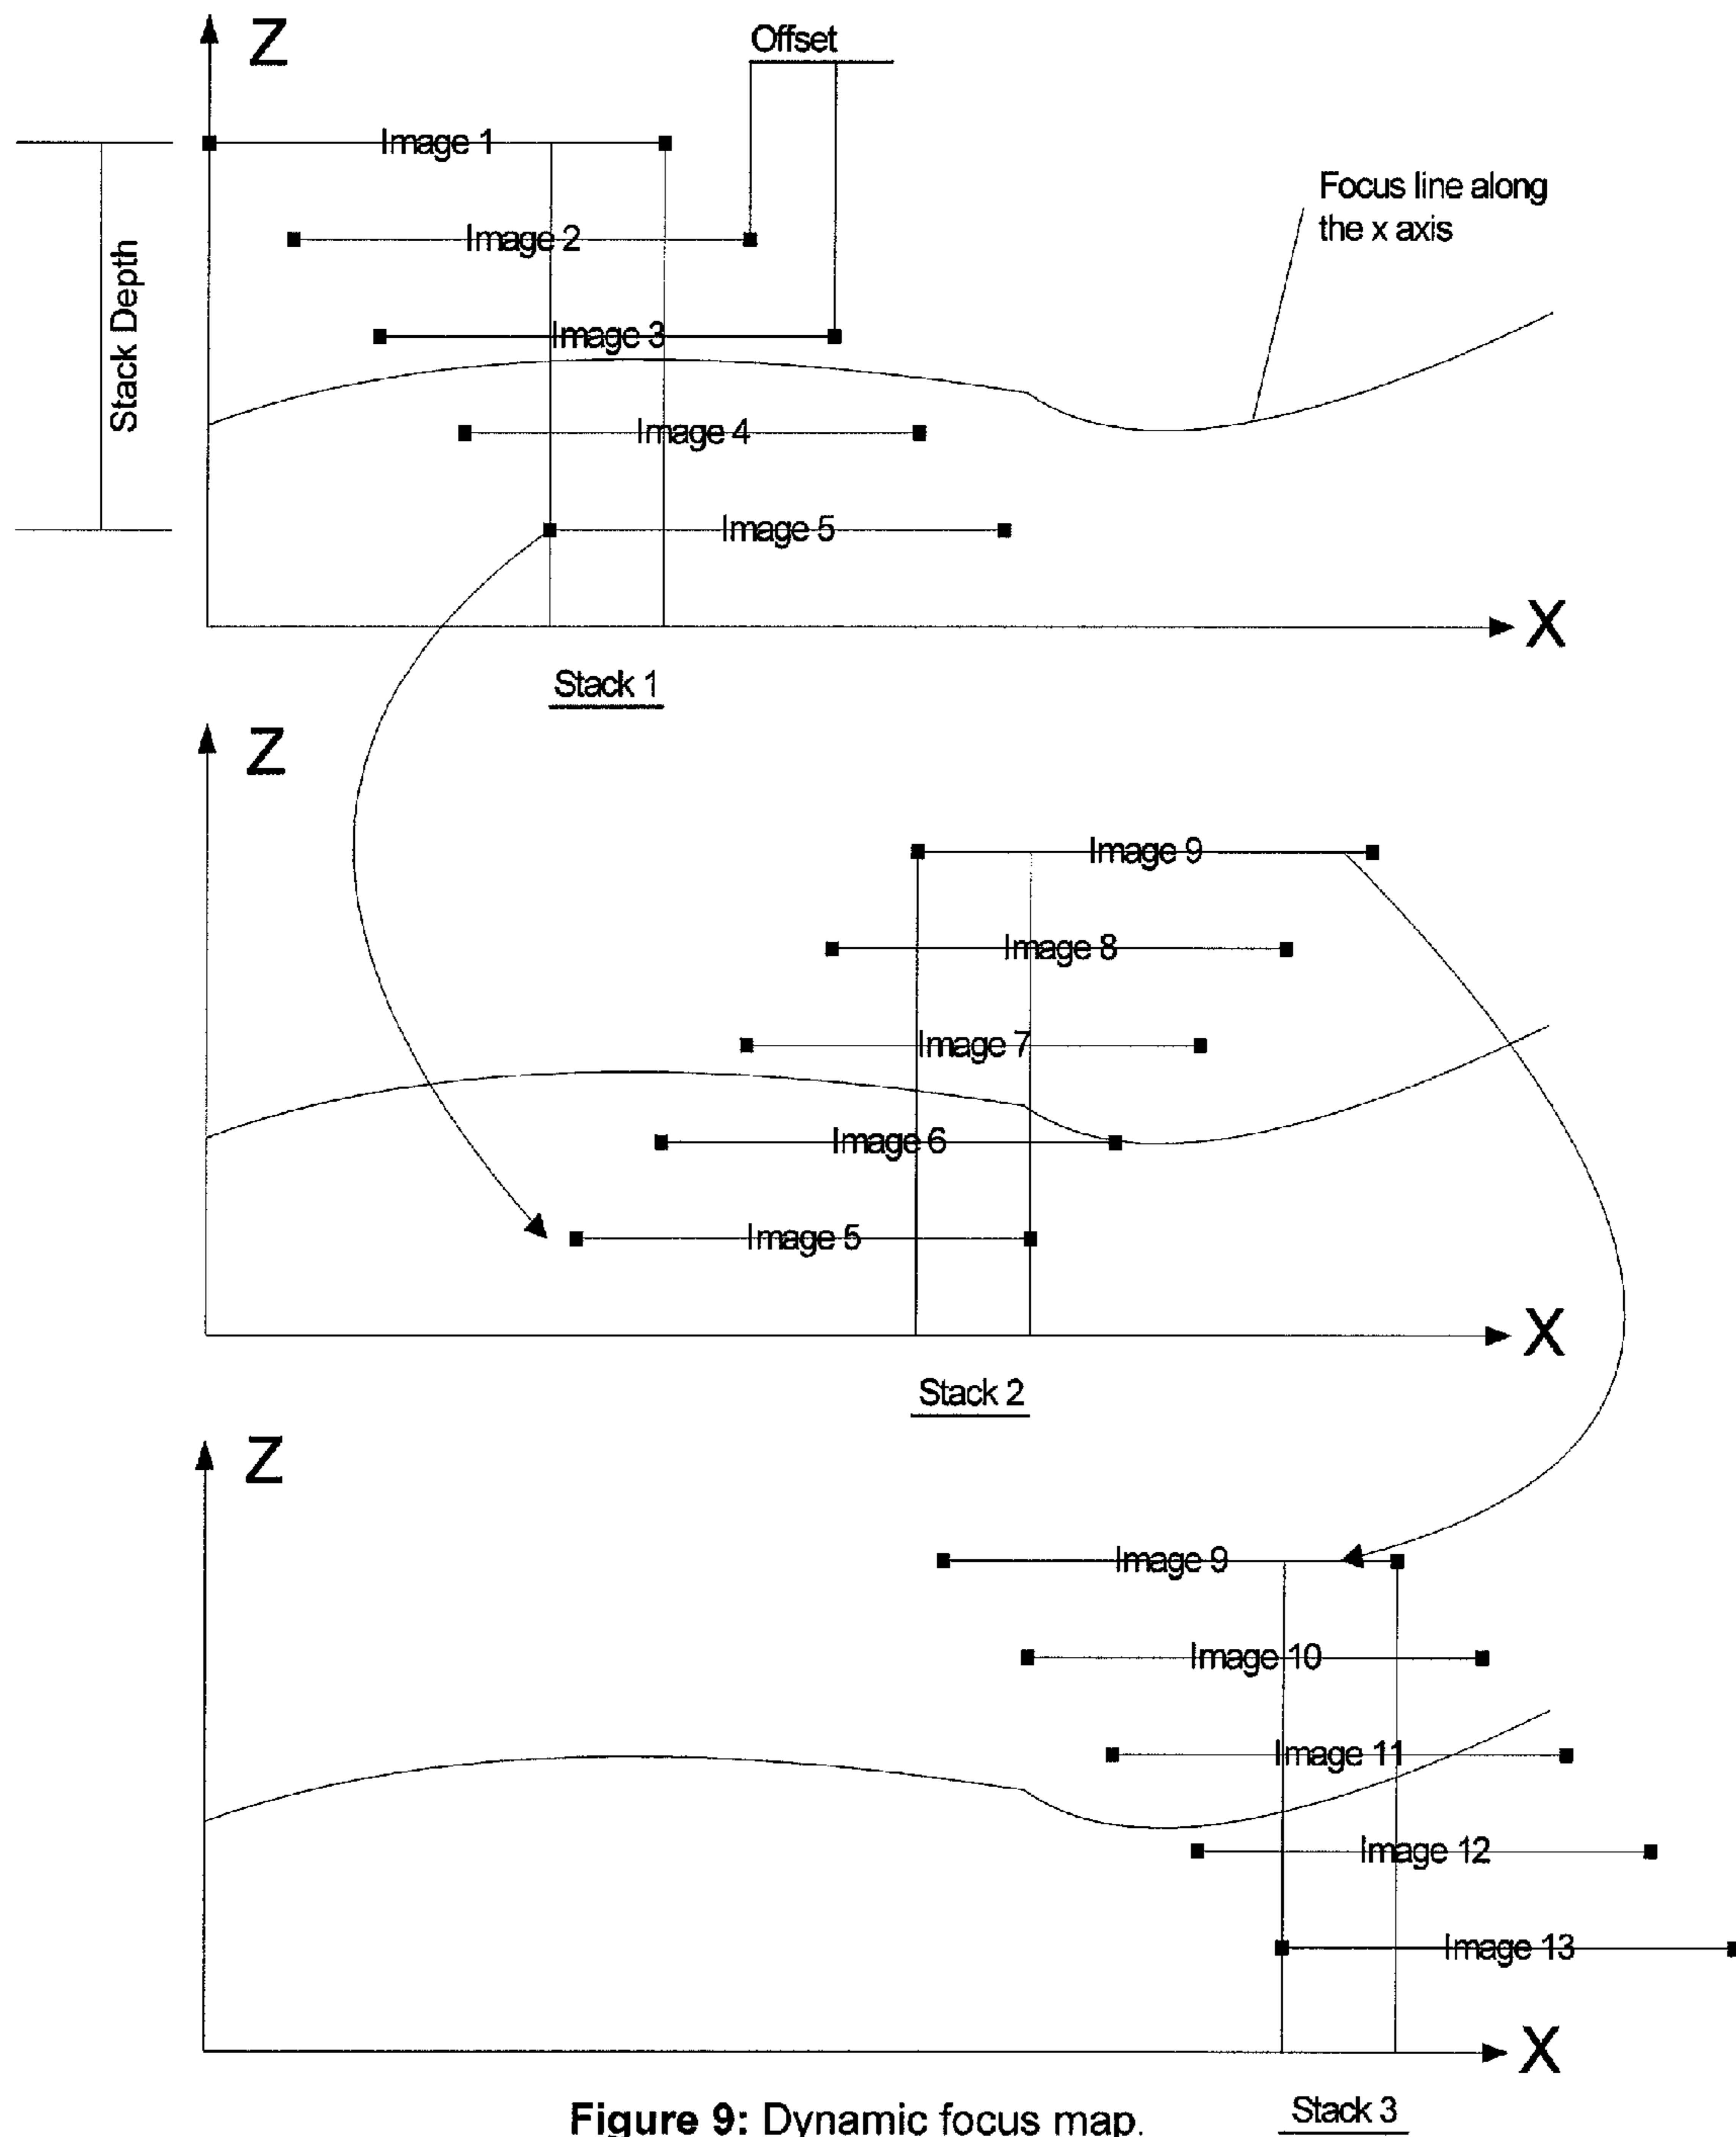 Z
Offset
Image 1
Focus line along
the x axis
Image 2
Stack Depth
Image 3
Image 4
Image 5
X
Stack 1
Z
Image 9
Image 8
Image 7
Image 6
Image 5
X
Stack 2
Z
Image 9
Image 10
Image 11
Image 12
Image 13
X
Stack 3
Figure 9: Dynamic focus map.